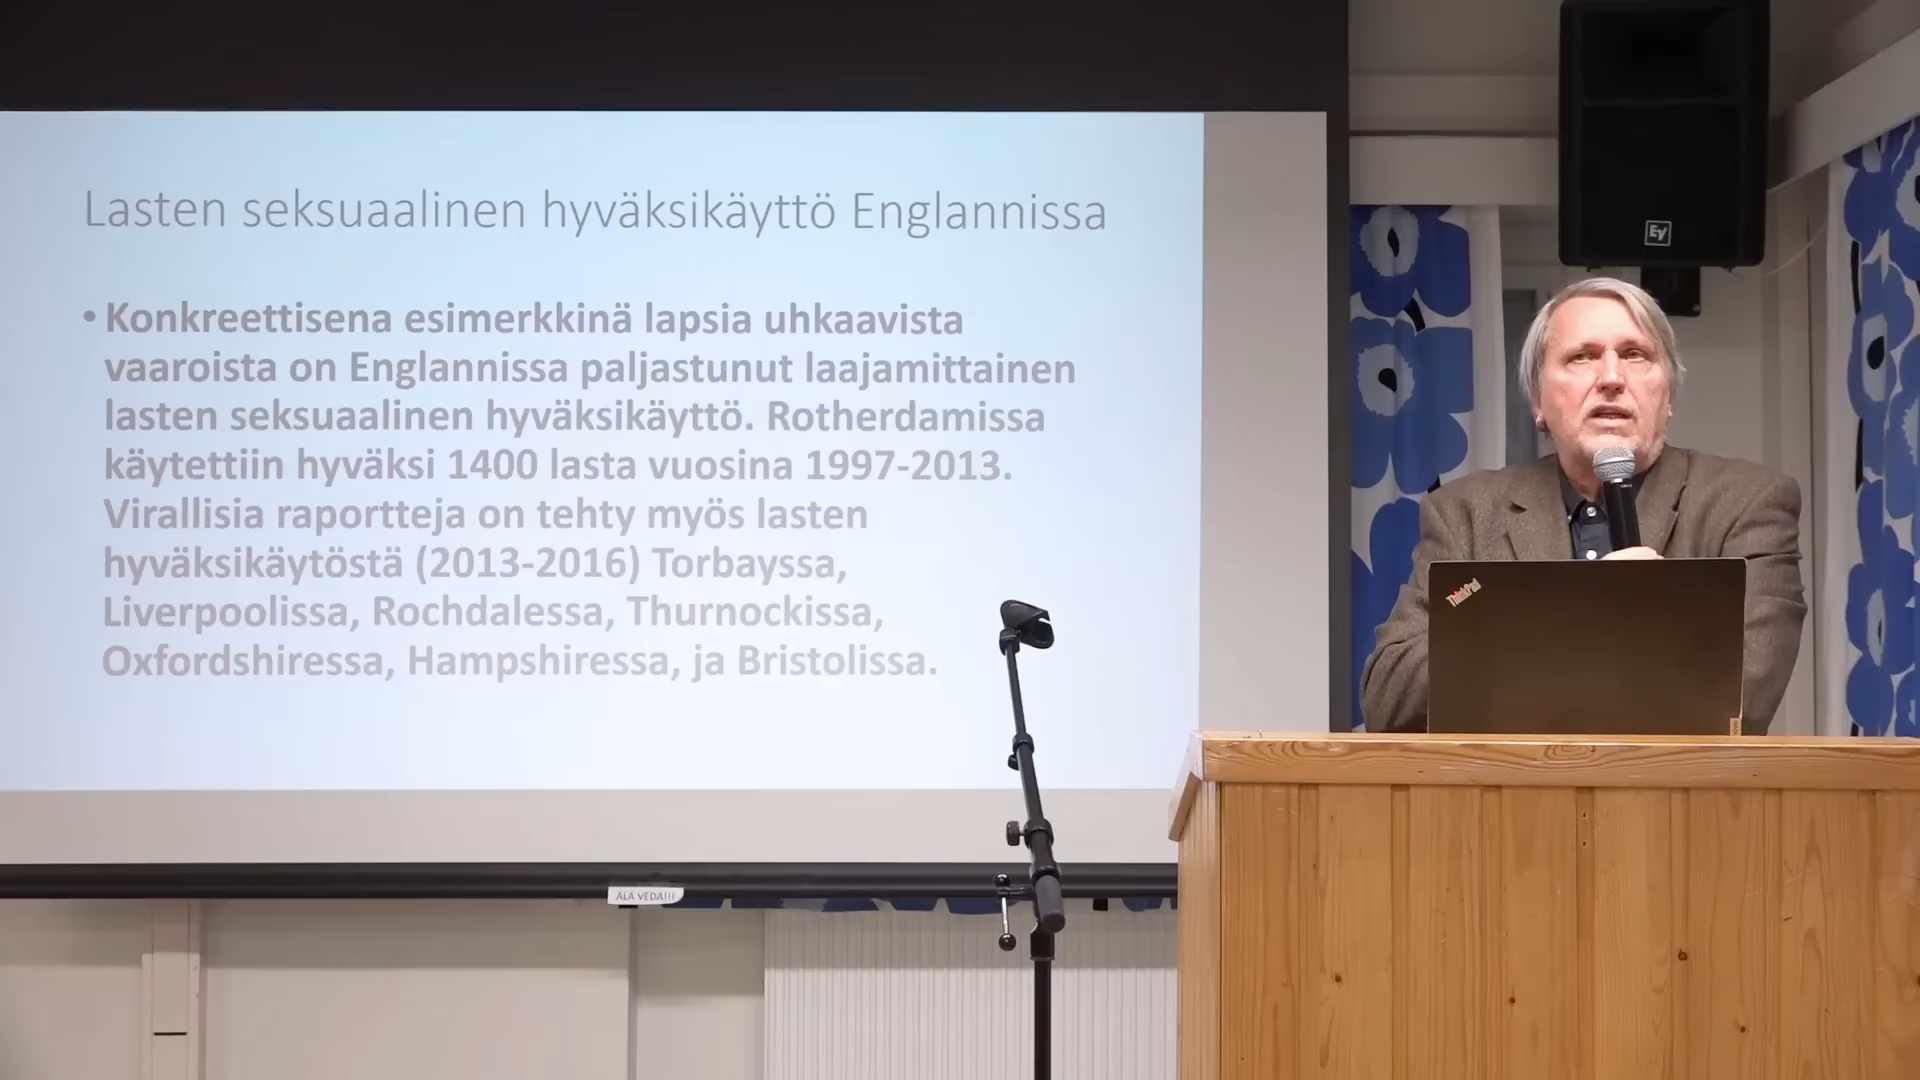 Lasten seksuaalinen hyväksikäyttö Englannissa
• Konkreettisena esimerkkinä lapsia uhkaavista
vaaroista on Englannissa paljastunut laajamittainen
lasten seksuaalinen hyväksikäyttö. Rotherdamissa
käytettiin hyväksi 1400 lasta vuosina 1997-2013.
Virallisia raportteja on tehty myös lasten
hyväksikäytöstä (2013-2016) Torbayssa,
Liverpoolissa, Rochdalessa, Thurnockissa,
Oxfordshiressa, Hampshiressa, ja Bristolissa.
EV
ThinkPad
ÄLÄ VEDÄ!!!